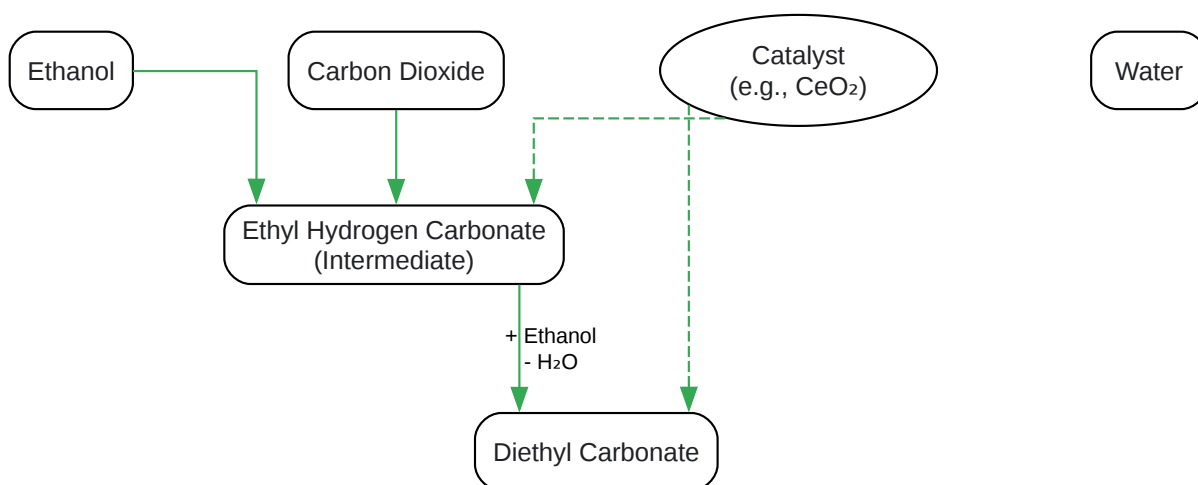 Ethanol
Carbon Dioxide
Catalyst
(e.g., CeO₂)
Water
Ethyl Hydrogen Carbonate
(Intermediate)
+ Ethanol
- H₂O
Diethyl Carbonate